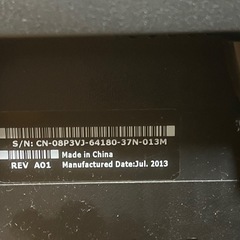 S/N: CN-08P3VJ-64180-37N-013M
Made in China
REV A01 Manufactured Date:Jul. 2013